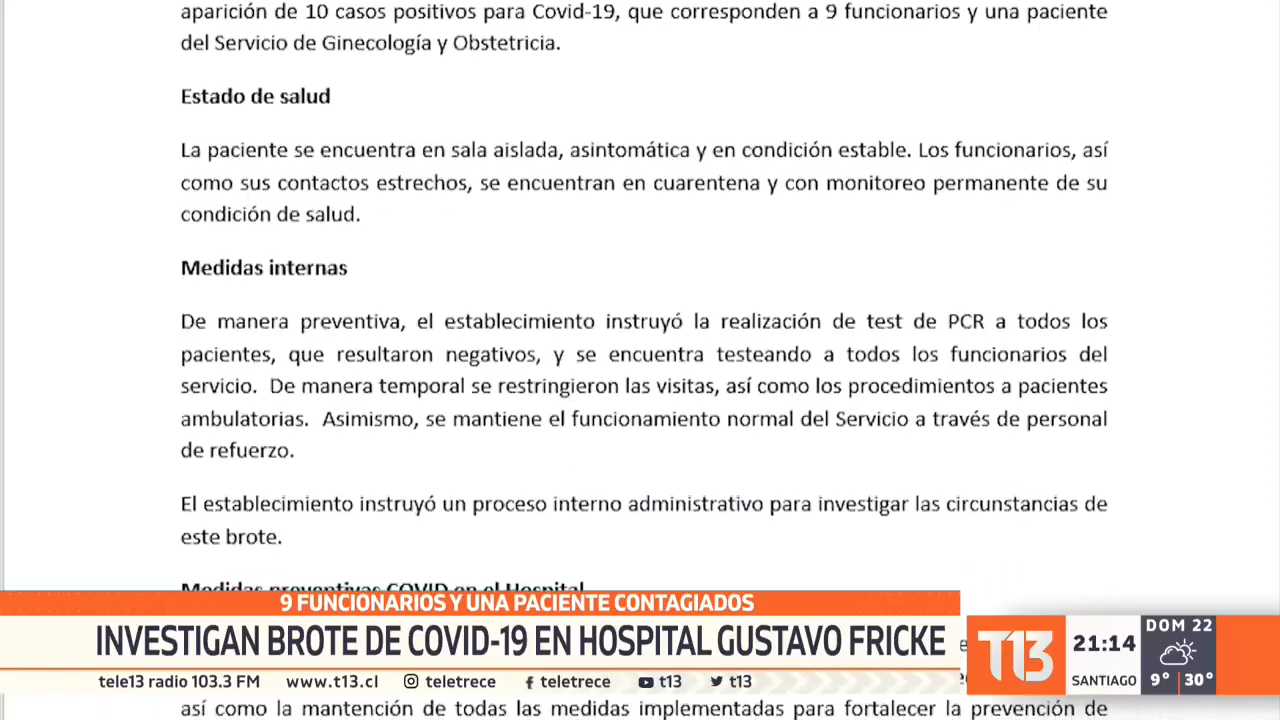 aparición de 10 casos positivos para Covid-19, que corresponden a 9 funcionarios y una paciente
del Servicio de Ginecología y Obstetricia.
Estado de salud
La paciente se encuentra en sala aislada, asintomática y en condición estable. Los funcionarios, así
como sus contactos estrechos, se encuentran en cuarentena y con monitoreo permanente de su
condición de salud.
Medidas internas
De manera preventiva, el establecimiento instruyó la realización de test de PCR a todos los
pacientes, que resultaron negativos, y se encuentra testeando a todos los funcionarios del
servicio. De manera temporal se restringieron las visitas, así como los procedimientos a pacientes
ambulatorias. Asimismo, se mantiene el funcionamiento normal del Servicio a través de personal
de refuerzo.
El establecimiento instruyó un proceso interno administrativo para investigar las circunstancias de
este brote.
Medidas preventivas COVID en el Hospital
9 FUNCIONARIOS Y UNA PACIENTE CONTAGIADOS
INVESTIGAN BROTE DE COVID-19 EN HOSPITAL GUSTAVO FRICKE
tele13 radio 103.3 FM www.t13.cl teletrece teletrece t13 t13
T13
21:14
SANTIAGO
DOM 22
9° 30°
así como la mantención de todas las medidas implementadas para fortalecer la prevención de